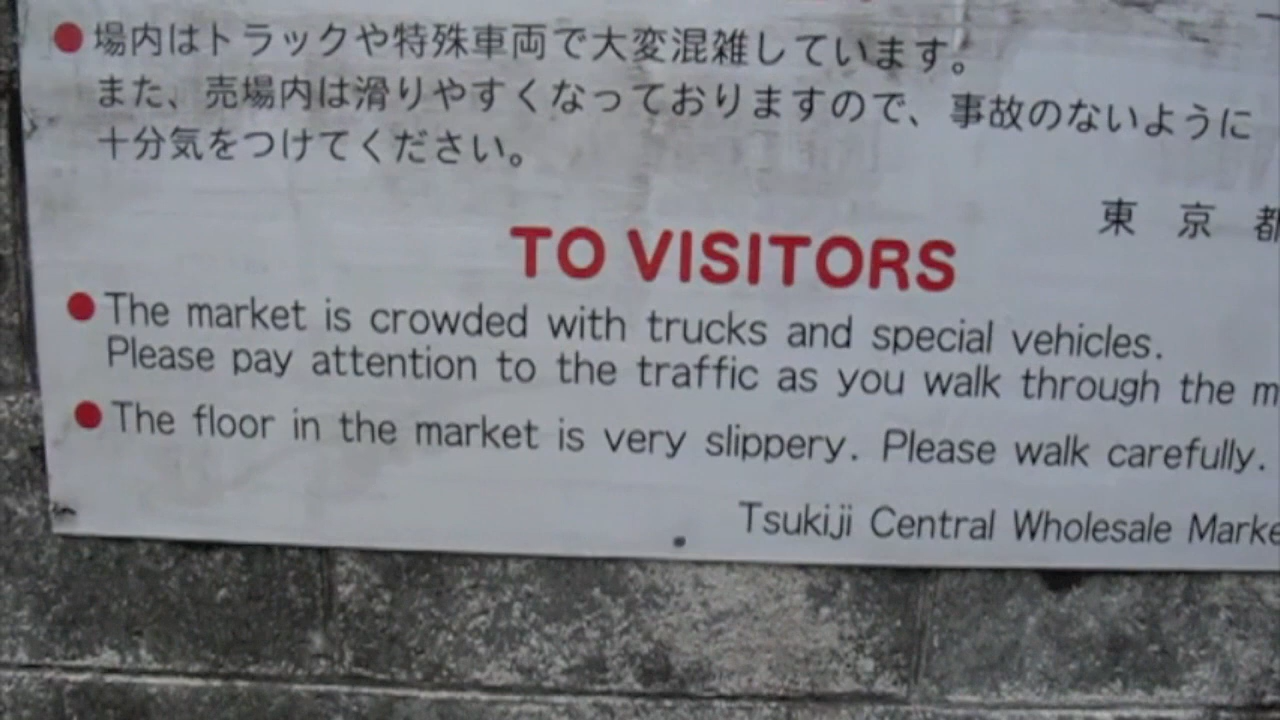 ●場内はトラックや特殊車両で大変混雑しています。
また、売場内は滑りやすくなっておりますので、事故のないように
十分気をつけてください。
東京都
TO VISITORS
●The market is crowded with trucks and special vehicles.
Please pay attention to the traffic as you walk through the m
●The floor in the market is very slippery. Please walk carefully.
Tsukiji Central Wholesale Marke